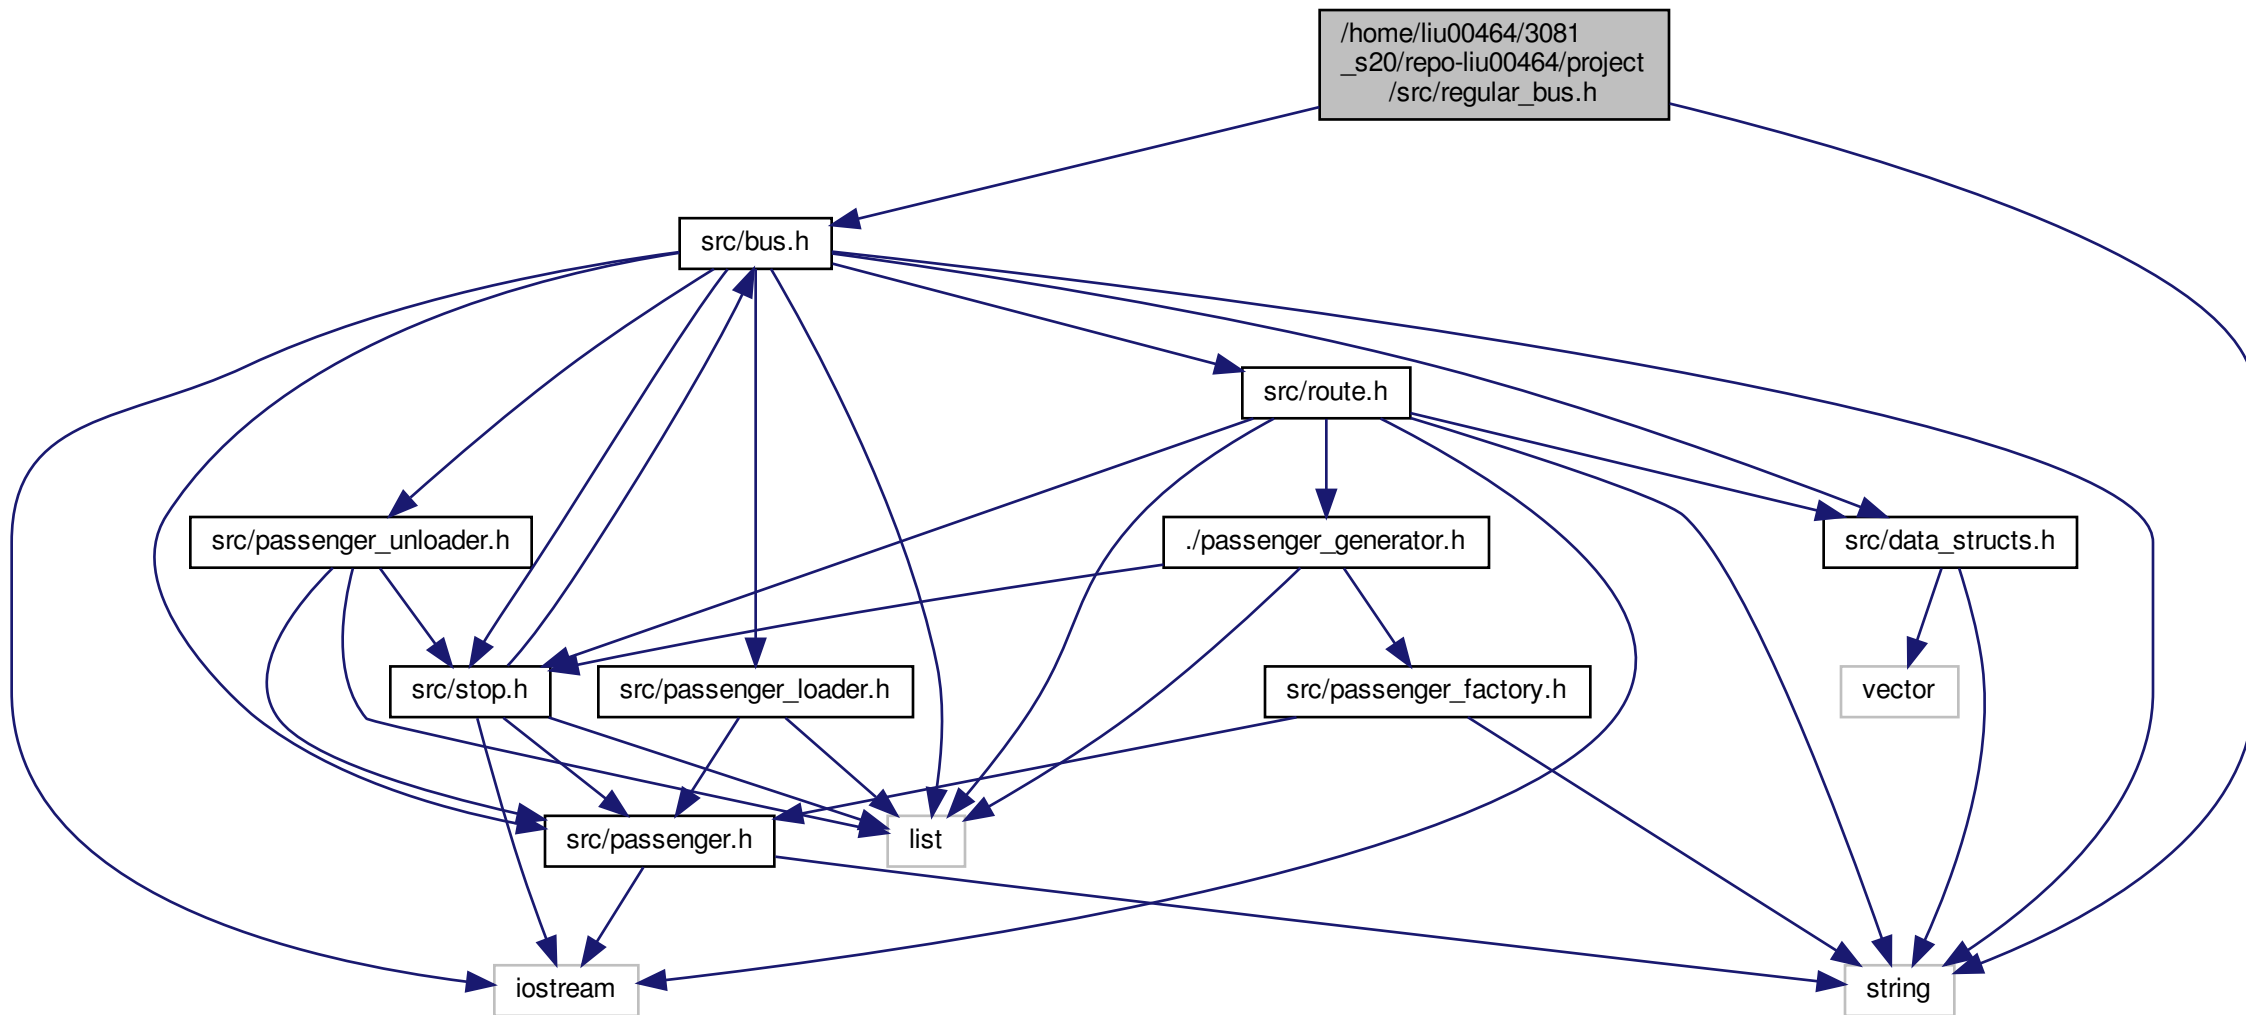 /home/liu00464/3081
_s20/repo-liu00464/project
/src/regular_bus.h
src/bus.h
src/route.h
src/passenger_unloader.h
./passenger_generator.h
src/data_structs.h
src/stop.h
src/passenger_loader.h
src/passenger_factory.h
vector
src/passenger.h
list
iostream
string